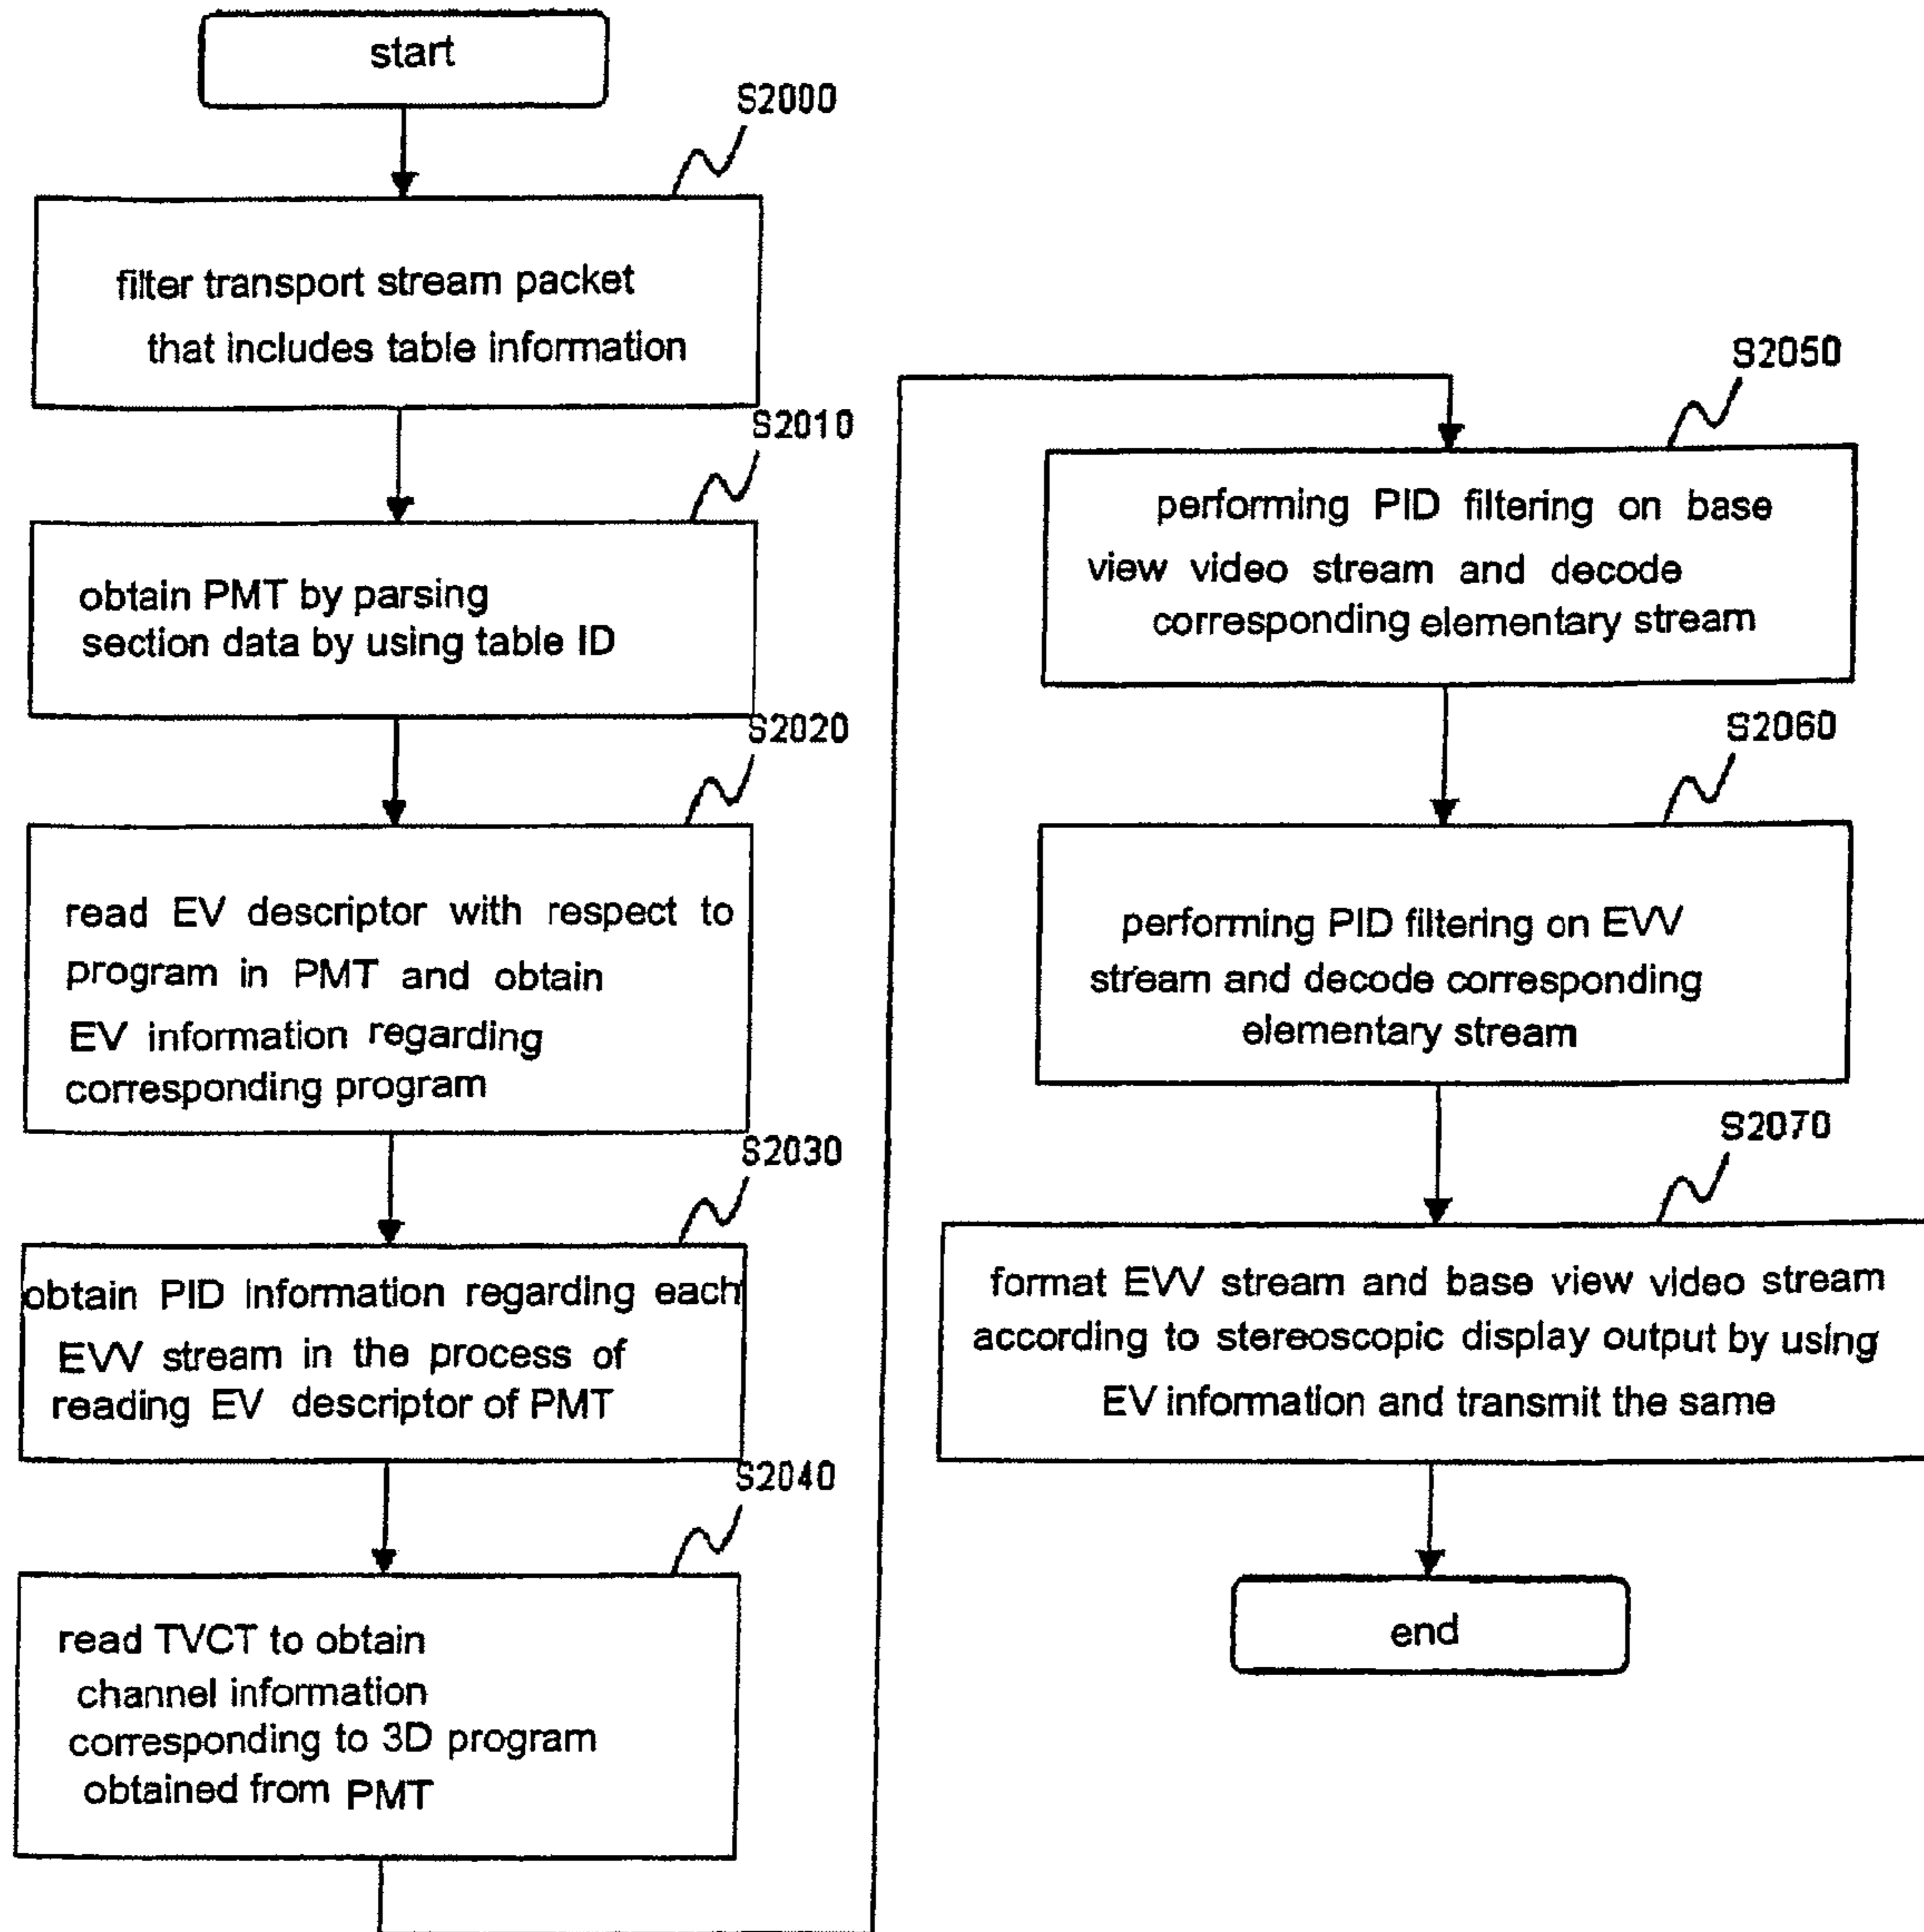 start
S2000
filter transport stream packet
that includes table information
S2010
obtain PMT by parsing
section data by using table ID
S2020
read EV descriptor with respect to
program in PMT and obtain
EV information regarding
corresponding program
S2030
obtain PID information regarding each
EVV stream in the process of
reading EV descriptor of PMT
S2040
read TVCT to obtain
channel information
corresponding to 3D program
obtained from PMT
S2050
performing PID filtering on base
view video stream and decode
corresponding elementary stream
S2060
performing PID filtering on EVV
stream and decode corresponding
elementary stream
S2070
format EVV stream and base view video stream
according to stereoscopic display output by using
EV information and transmit the same
end